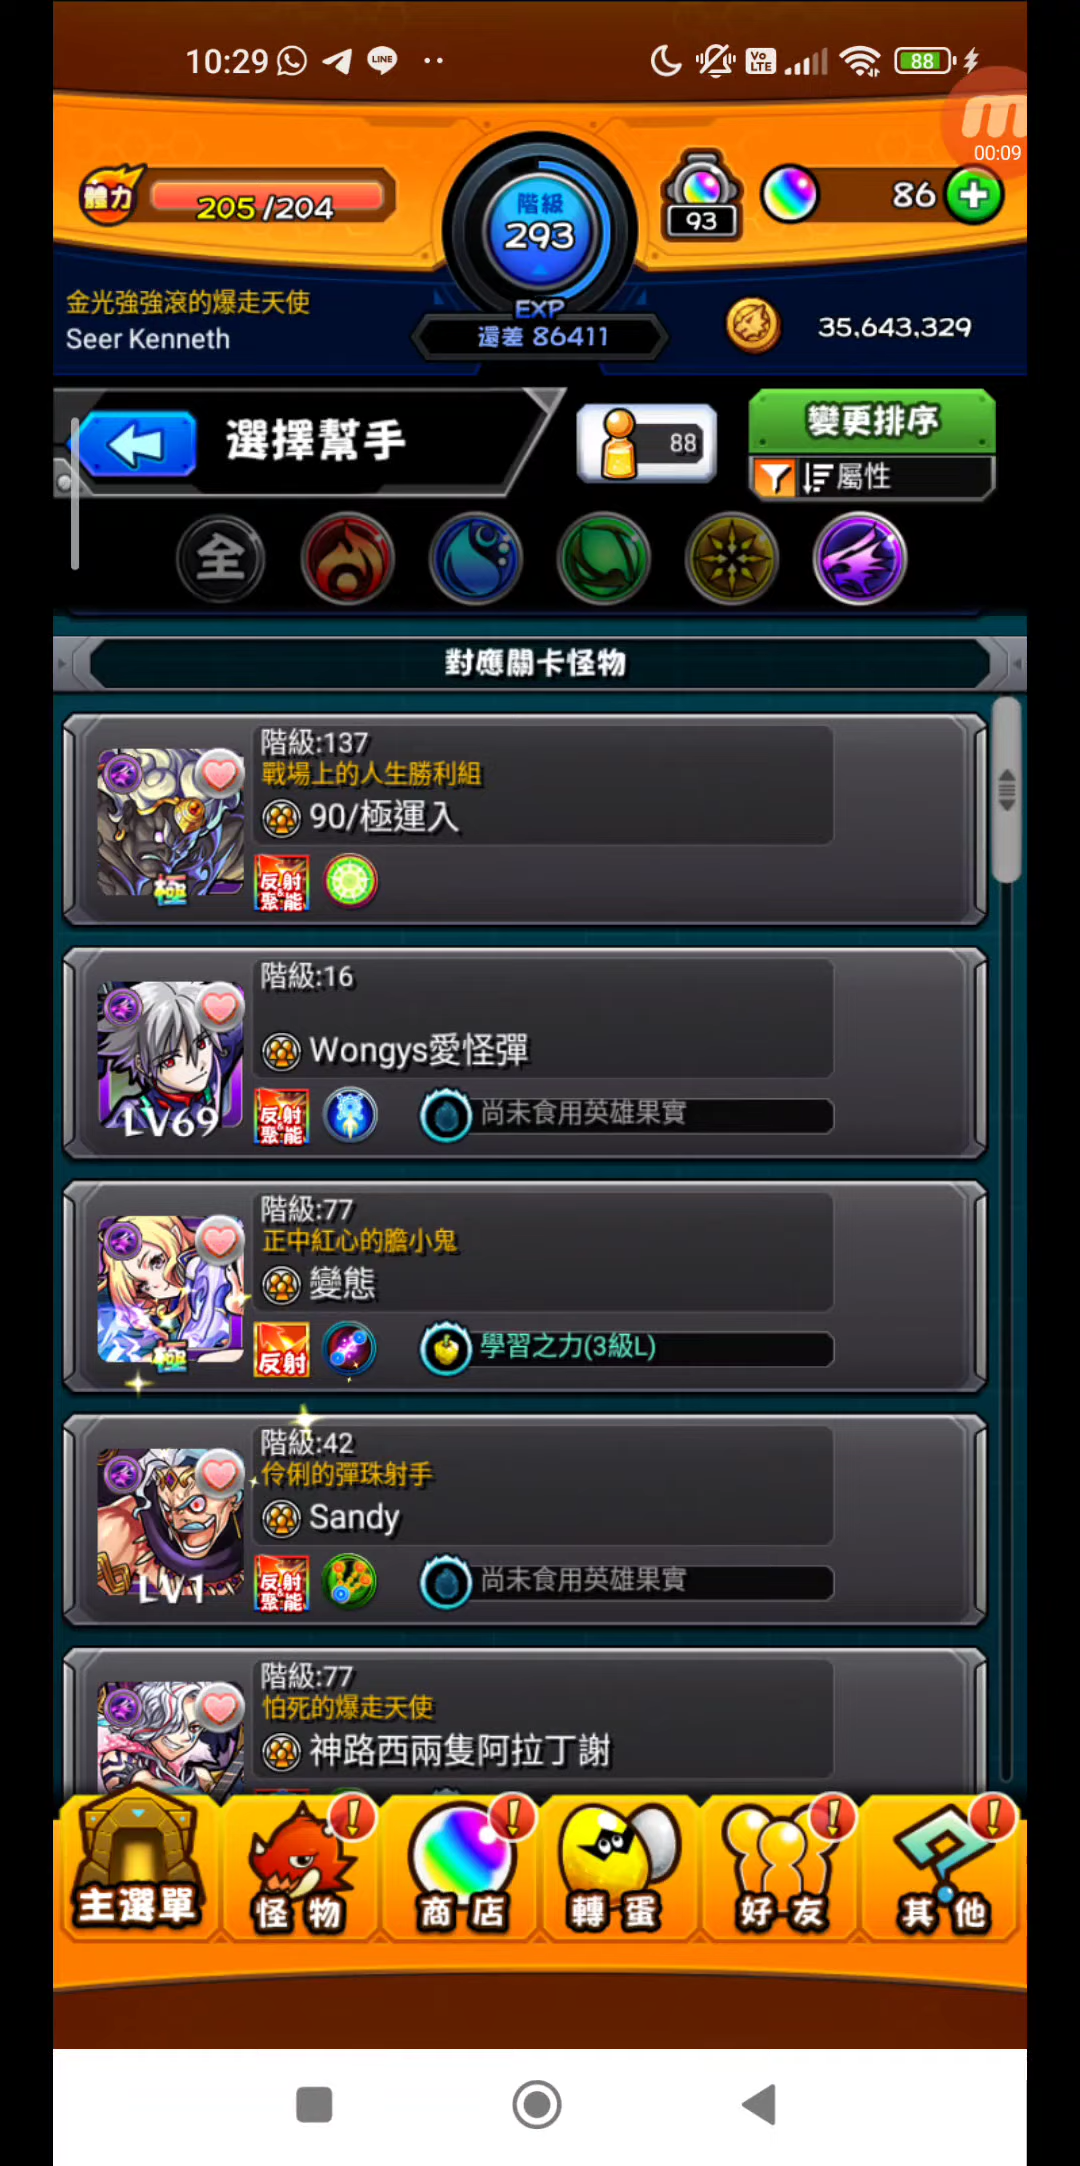 10:29
LINE
Vo LTE
88
00:09
體力
205/204
階級
293
93
86
金光強強滾的爆走天使
Seer Kenneth
EXP
還差 86411
35,643,329
選擇幫手
88
變更排序
屬性
全
對應關卡怪物
階級:137
戰場上的人生勝利組
90/極運入
極
反射&聚能
階級:16
Wongys愛怪彈
LV69
反射&聚能
尚未食用英雄果實
階級:77
正中紅心的膽小鬼
變態
極
反射
學習之力(3級L)
階級:42
伶俐的彈珠射手
Sandy
LV1
反射&聚能
尚未食用英雄果實
階級:77
怕死的爆走天使
神路西兩隻阿拉丁謝
主選單
怪物
商店
轉蛋
好友
其他